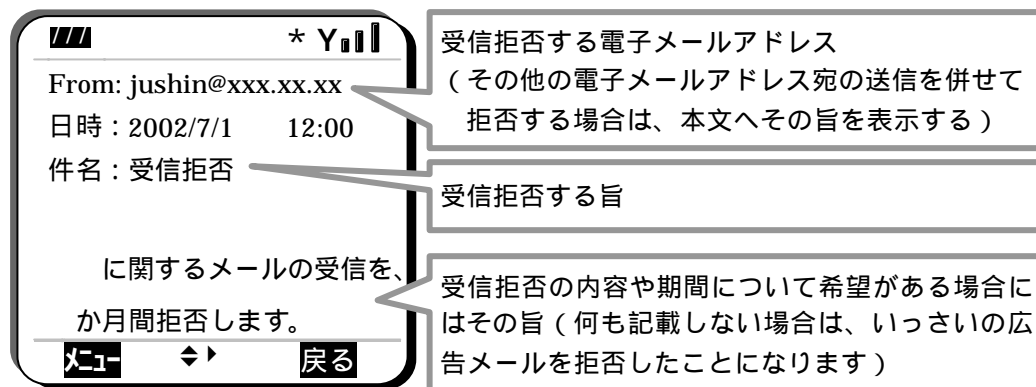 From: jushin@xxx.xx.xx
日時：2002/7/1　12:00
件名：受信拒否
に関するメールの受信を、
か月間拒否します。
メニュー
戻る
受信拒否する電子メールアドレス
（その他の電子メールアドレス宛の送信を併せて
拒否する場合は、本文へその旨を表示する）
受信拒否する旨
受信拒否の内容や期間について希望がある場合に
はその旨（何も記載しない場合は、いっさいの広
告メールを拒否したことになります）